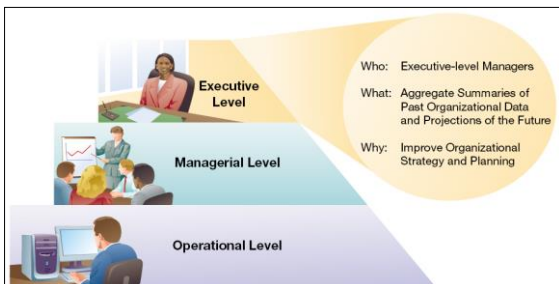 Executive
Level
Managerial Level
Operational Level
Who: Executive-level Managers
What: Aggregate Summaries of
Past Organizational Data
and Projections of the Future
Why: Improve Organizational
Strategy and Planning